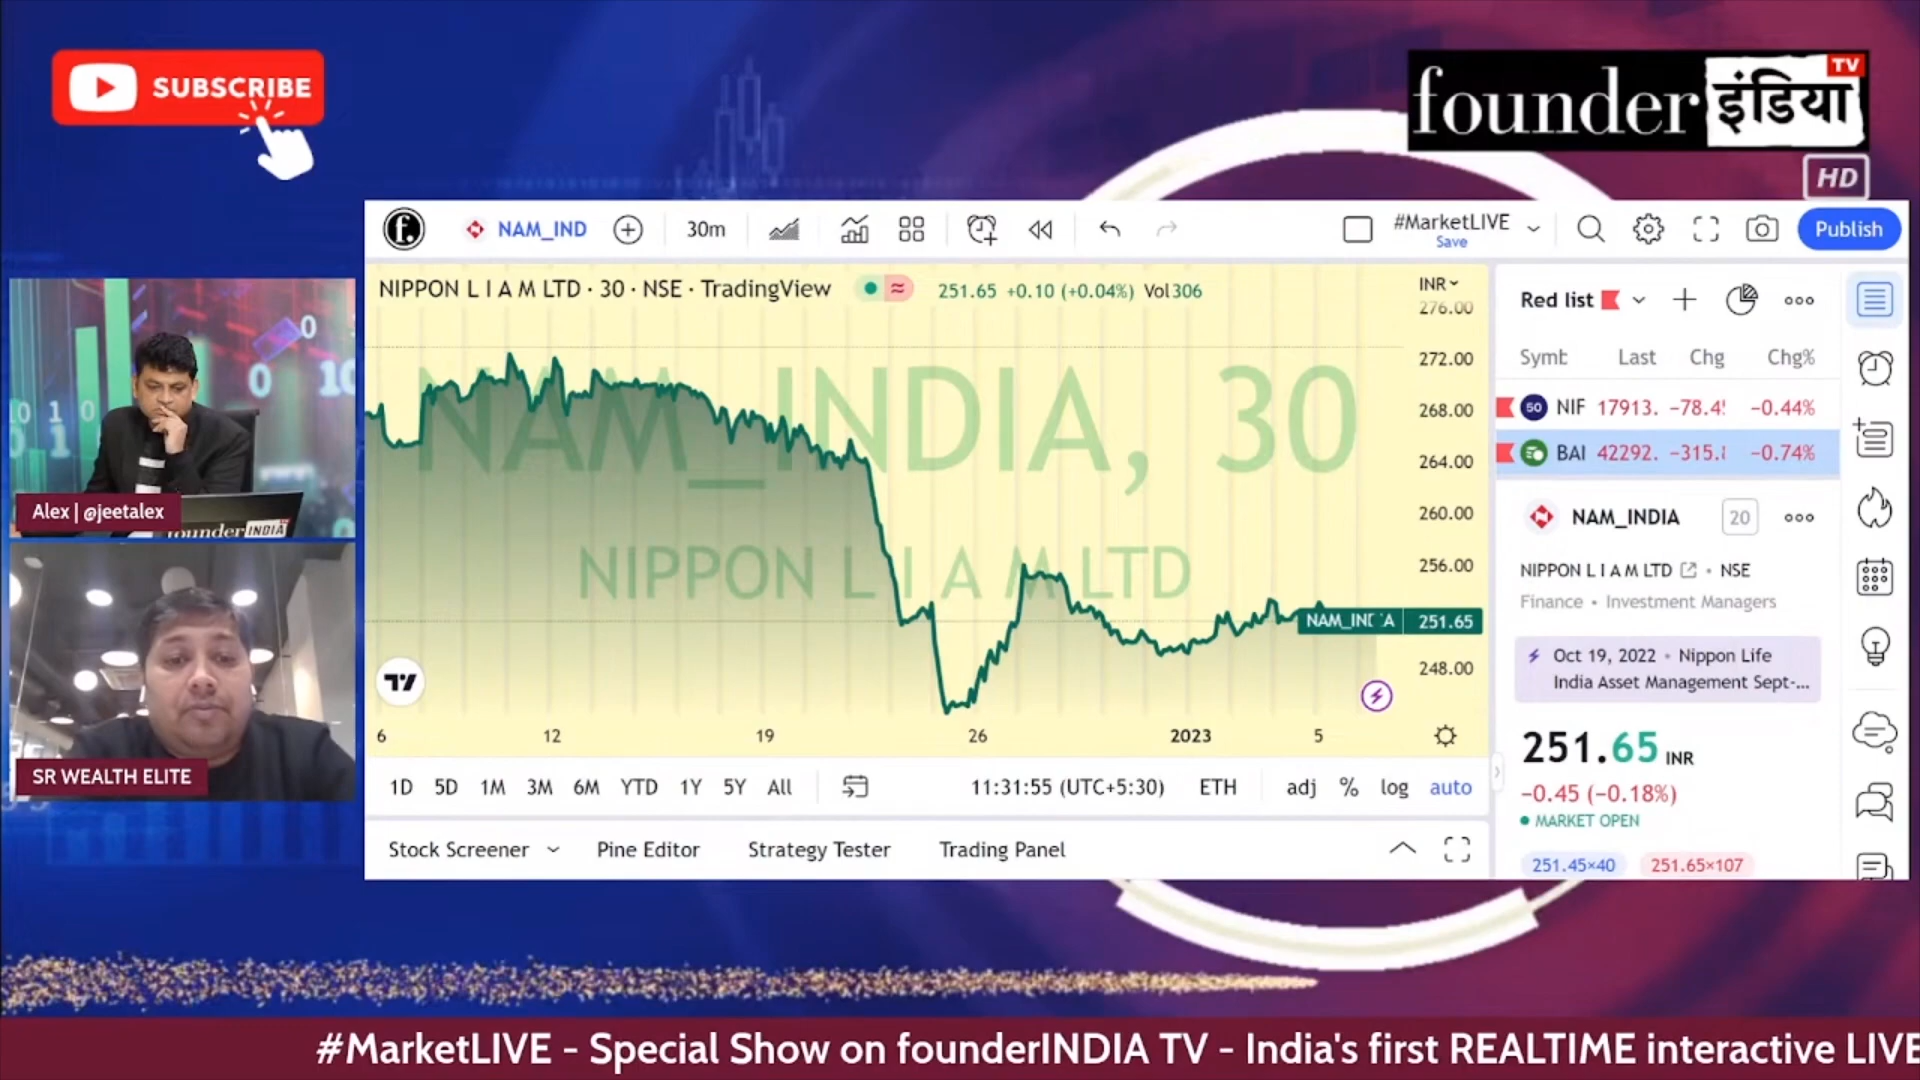 SUBSCRIBE
founder इंडिया TV
HD
NAM_IND
30m
#MarketLIVE
Save
Publish
NIPPON L I A M LTD · 30 · NSE · TradingView
251.65 +0.10 (+0.04%) Vol306
INR
276.00
272.00
268.00
264.00
260.00
256.00
251.65
248.00
NAM_INDIA, 30
NIPPON L I A M LTD
6 12 19 26 2023 5
1D 5D 1M 3M 6M YTD 1Y 5Y All
11:31:55 (UTC+5:30) ETH adj % log auto
Stock Screener Pine Editor Strategy Tester Trading Panel
Red list
Symb Last Chg Chg%
50 NIF 17913. −78.4 −0.44%
BAI 42292. −315. −0.74%
NAM_INDIA 20
NIPPON L I A M LTD • NSE
Finance • Investment Managers
Oct 19, 2022 • Nippon Life
India Asset Management Sept-...
251.65 INR
−0.45 (−0.18%)
MARKET OPEN
251.45×40 251.65×107
Alex | @jeetalex
founder INDIA
SR WEALTH ELITE
#MarketLIVE - Special Show on founderINDIA TV - India's first REALTIME interactive LIVE